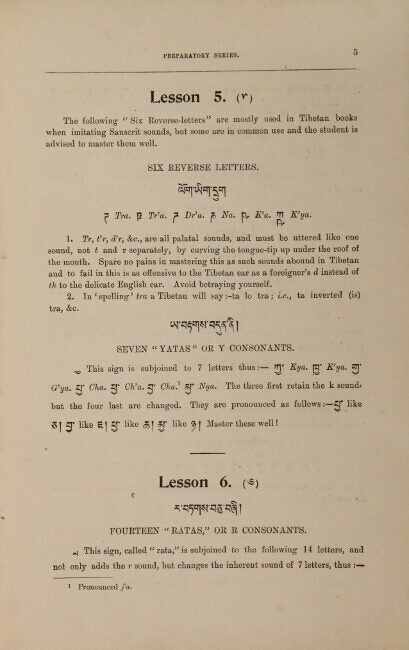 PREPARATORY SERIES. 5
Lesson 5. (༥)
The following "Six Reverse-letters" are mostly used in Tibetan books
when imitating Sanscrit sounds, but some are in common use and the student is
advised to master them well.
SIX REVERSE LETTERS.
ལོག་ཡིག་དྲུག
ཊ Tra. ཋ Tr'a. ཌ Dr'a. ཎ Na. K'a. K'ya.
1. Tr, t'r, d'r, &c., are all palatal sounds, and must be uttered like one
sound, not t and r separately, by curving the tongue-tip up under the roof of
the mouth. Spare no pains in mastering this as such sounds abound in Tibetan
and to fail in this is as offensive to the Tibetan ear as a foreigner's d instead of
th to the delicate English ear. Avoid betraying yourself.
2. In 'spelling' tra a Tibetan will say :—ta lo tra ; i.e., ta inverted (is)
tra, &c.
ཡ་བཏགས་བདུན་ནི།
SEVEN "YATAS" OR Y CONSONANTS.
ྱ This sign is subjoined to 7 letters thus :— ཀྱ Kya. ཁྱ K'ya. གྱ
G'ya. པྱ Cha. ཕྱ Ch'a. བྱ Cha.¹ མྱ Nya. The three first retain the k sound
but the four last are changed. They are pronounced as follows :—པྱ like
ཅ། བྱ like ཇ། ཕྱ like ཆ། མྱ like ཉ། Master these well!
Lesson 6. (༦)
ར་བཏགས་བཅུ་བཞི།
FOURTEEN "RATAS," OR R CONSONANTS.
ྲ This sign, called "rata," is subjoined to the following 14 letters, and
not only adds the r sound, but changes the inherent sound of 7 letters, thus :—
¹ Pronounced j'a.